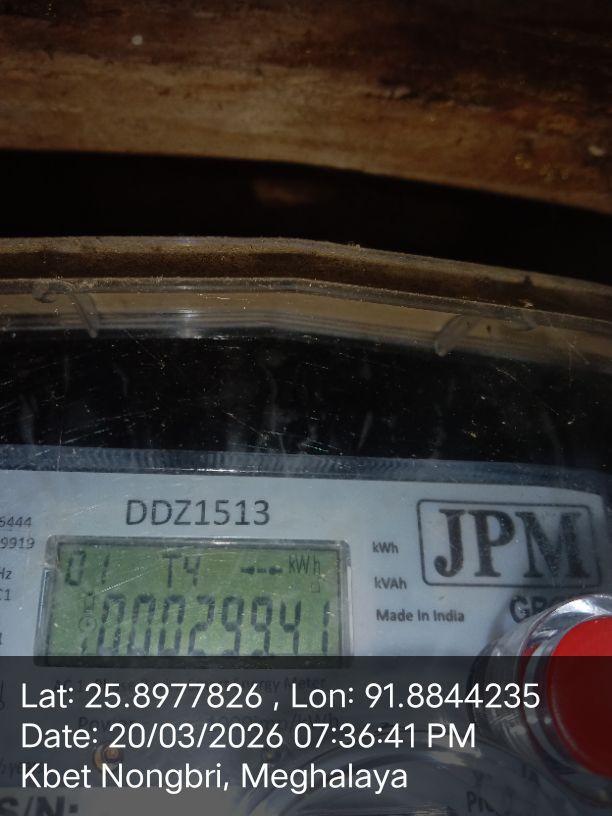 DDZ1513
JPM
01 T4 --- kWh
00029941
kWh
kVAh
Made in India
Lat: 25.8977826 , Lon: 91.8844235
Date: 20/03/2026 07:36:41 PM
Kbet Nongbri, Meghalaya
S/N: